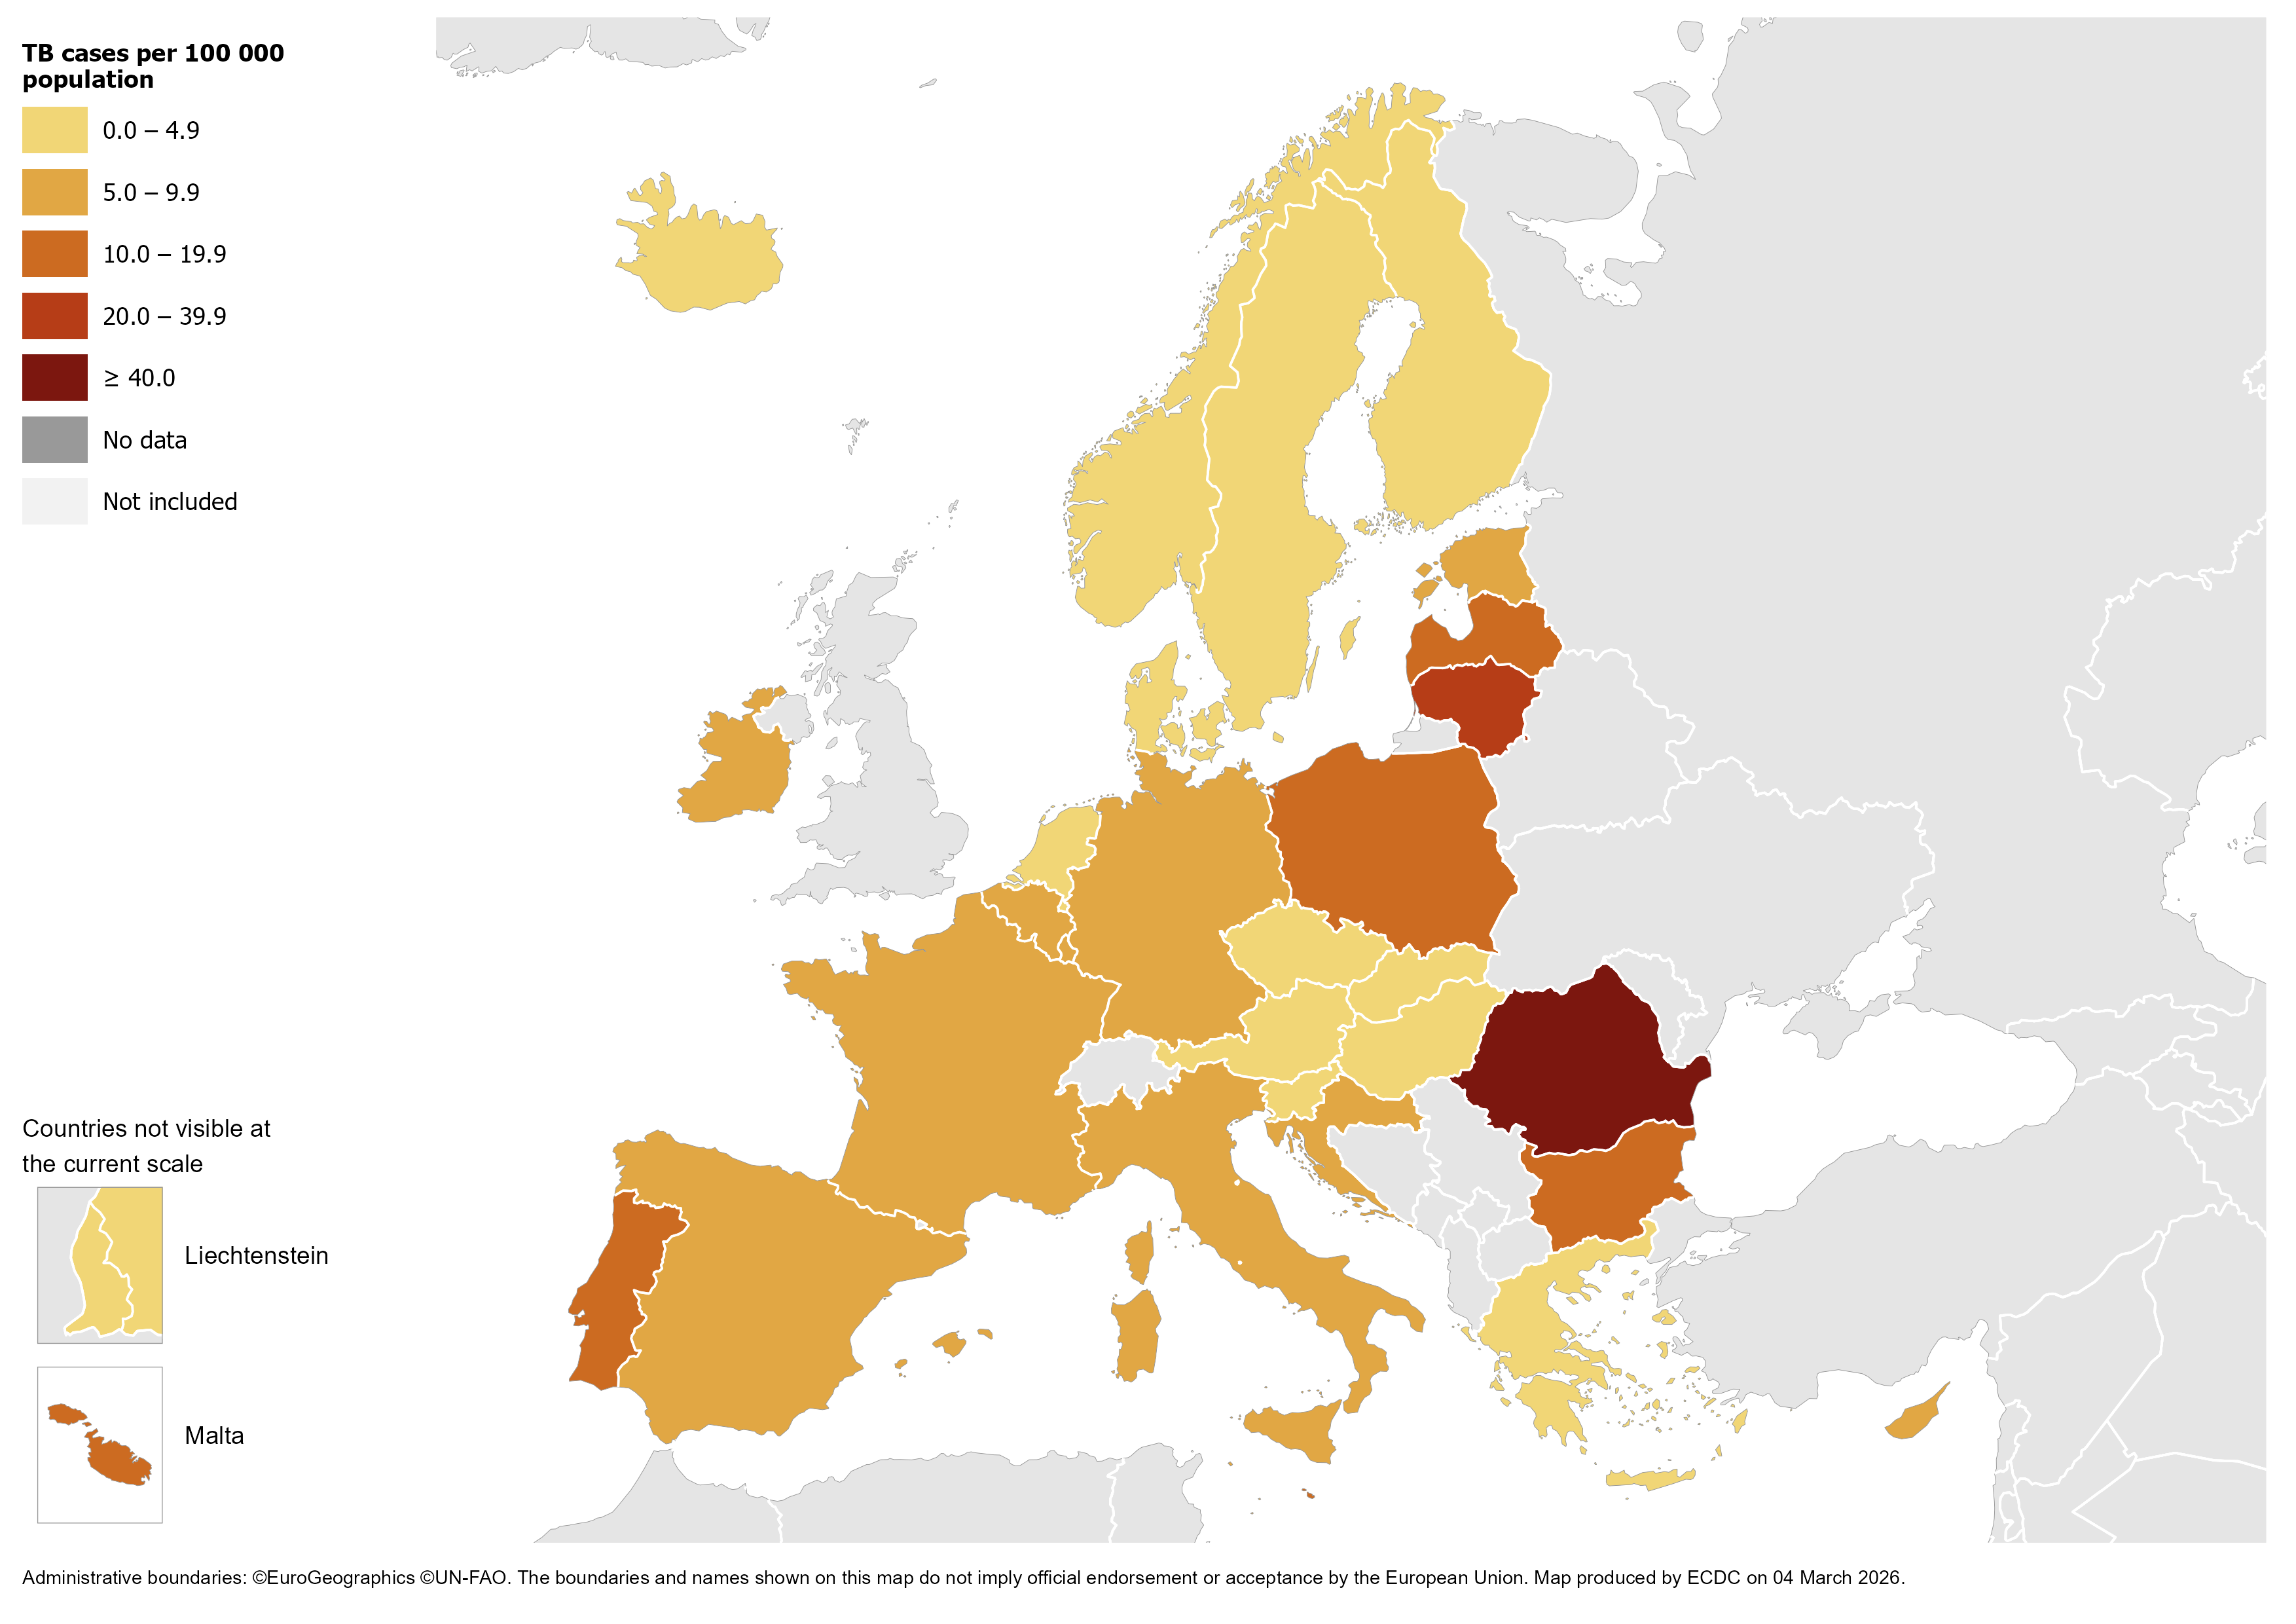 TB cases per 100 000
population
0.0 – 4.9
5.0 – 9.9
10.0 – 19.9
20.0 – 39.9
≥ 40.0
No data
Not included
Countries not visible at
the current scale
Liechtenstein
Malta
Administrative boundaries: ©EuroGeographics ©UN-FAO. The boundaries and names shown on this map do not imply official endorsement or acceptance by the European Union. Map produced by ECDC on 04 March 2026.